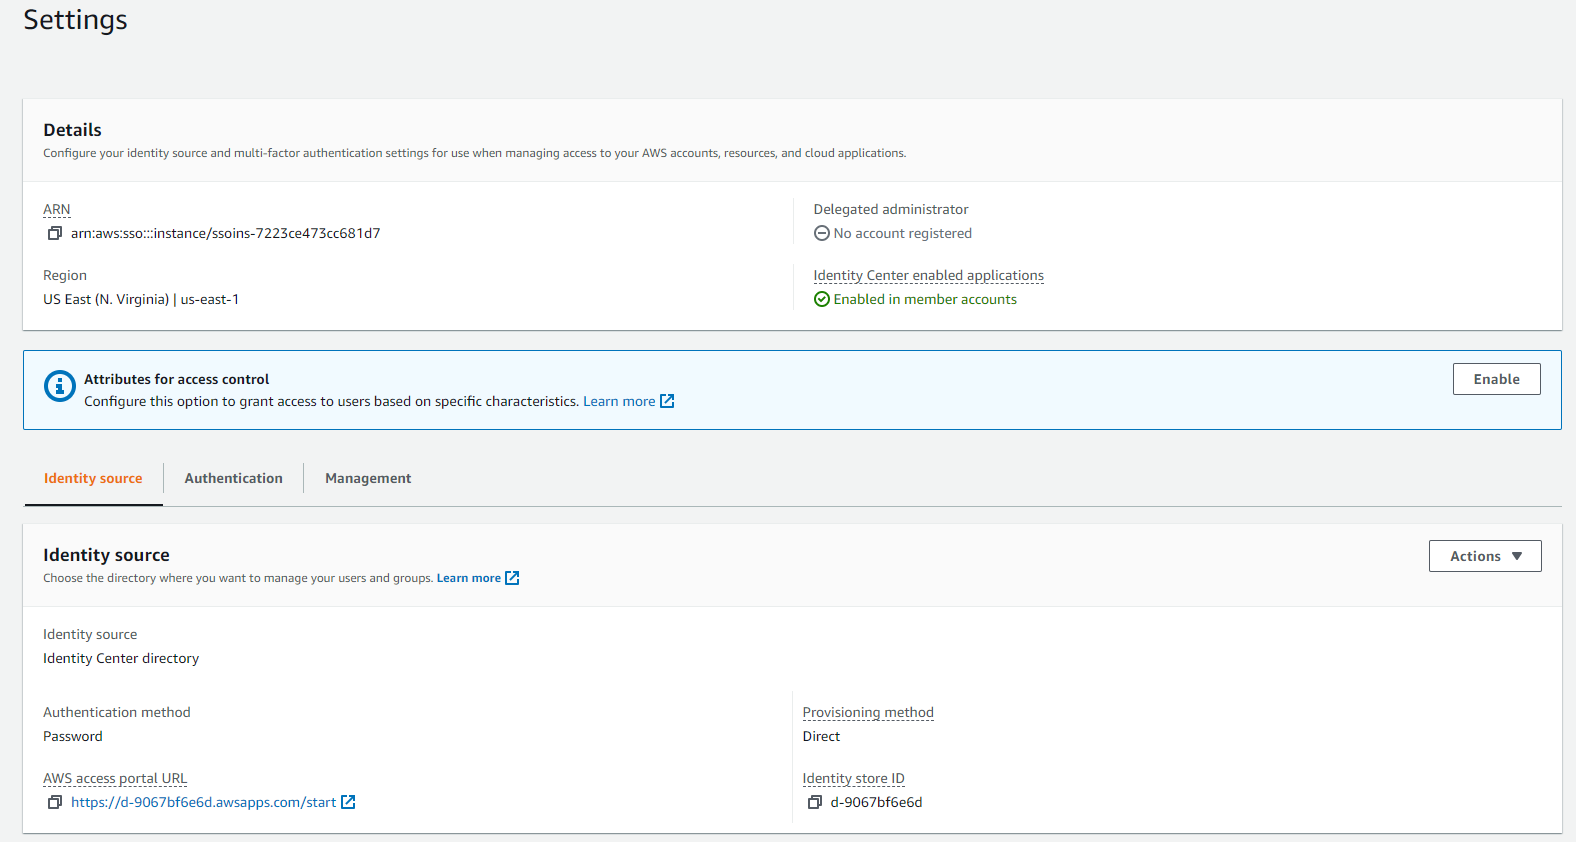 Settings
Details
Configure your identity source and multi-factor authentication settings for use when managing access to your AWS accounts, resources, and cloud applications.
ARN
arn:aws:sso:::instance/ssoins-7223ce473cc681d7
Delegated administrator
No account registered
Region
US East (N. Virginia) | us-east-1
Identity Center enabled applications
Enabled in member accounts
Attributes for access control
Configure this option to grant access to users based on specific characteristics. Learn more
Enable
Identity source
Authentication
Management
Identity source
Choose the directory where you want to manage your users and groups. Learn more
Actions
Identity source
Identity Center directory
Authentication method
Password
Provisioning method
Direct
AWS access portal URL
https://d-9067bf6e6d.awsapps.com/start
Identity store ID
d-9067bf6e6d